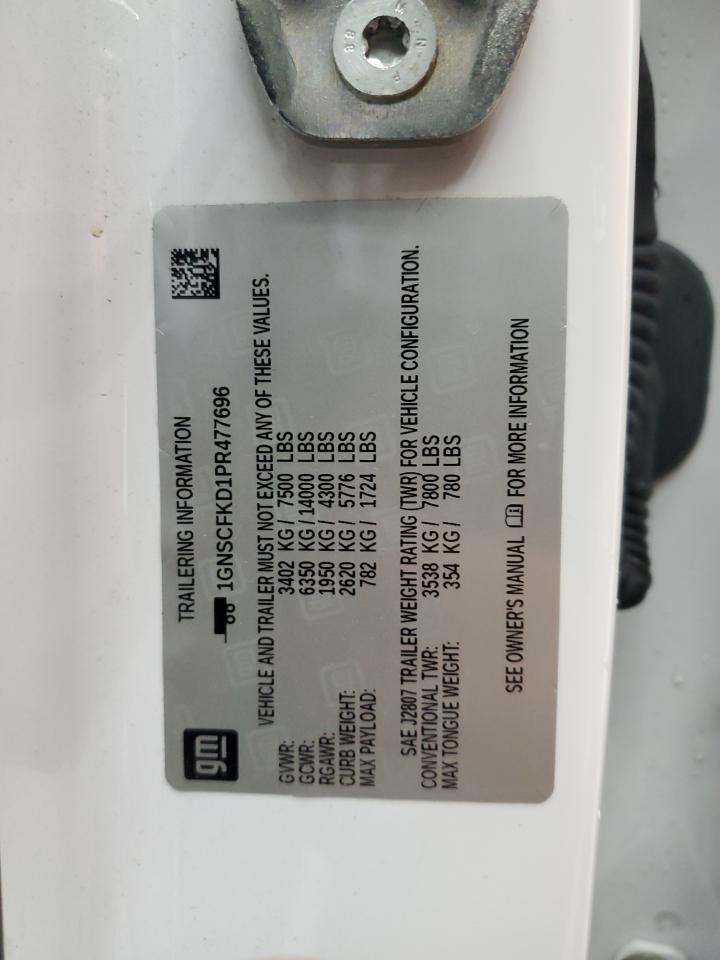 gm
TRAILERING INFORMATION
1GNSCFKD1PR477696
VEHICLE AND TRAILER MUST NOT EXCEED ANY OF THESE VALUES.
GVWR: 3402 KG / 7500 LBS
GCWR: 6350 KG / 14000 LBS
RGAWR: 1950 KG / 4300 LBS
CURB WEIGHT: 2620 KG / 5776 LBS
MAX PAYLOAD: 782 KG / 1724 LBS
SAE J2807 TRAILER WEIGHT RATING (TWR) FOR VEHICLE CONFIGURATION.
CONVENTIONAL TWR: 3538 KG / 7800 LBS
MAX TONGUE WEIGHT: 354 KG / 780 LBS
SEE OWNER'S MANUAL FOR MORE INFORMATION